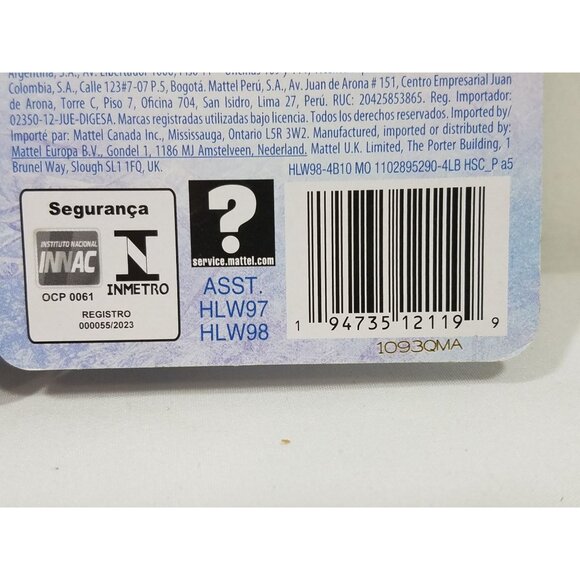 Colombia, S.A., Calle 123#7-07 P.5, Bogotá. Mattel Perú, S.A., Av. Juan de Arona # 151, Centro Empresarial Juan
de Arona, Torre C, Piso 7, Oficina 704, San Isidro, Lima 27, Perú. RUC: 20425853865. Reg. Importador:
02350-12-JUE-DIGESA. Marcas registradas utilizadas bajo licencia. Todos los derechos reservados. Imported by/
Importé par: Mattel Canada Inc., Mississauga, Ontario L5R 3W2. Manufactured, imported or distributed by:
Mattel Europa B.V., Gondel 1, 1186 MJ Amstelveen, Nederland. Mattel U.K. Limited, The Porter Building, 1
Brunel Way, Slough SL1 1FQ, UK.
HLW98-4B10 MO 1102895290-4LB HSC_P a5
Segurança
INSTITUTO NACIONAL
INNAC
OCP 0061
N
INMETRO
REGISTRO
000055/2023
?
service.mattel.com
ASST.
HLW97
HLW98
1 94735 12119 9
1093QMA